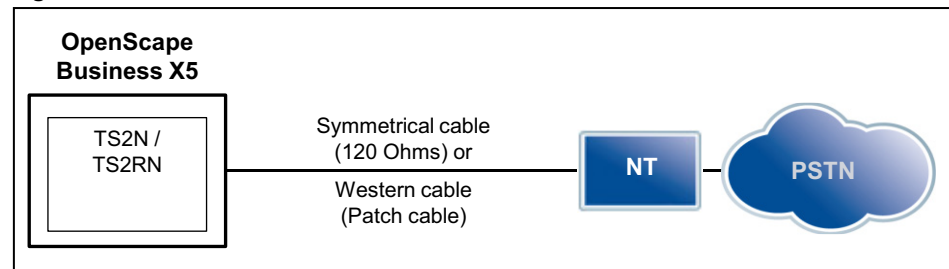 OpenScape
Business X5
TS2N /
TS2RN
Symmetrical cable
(120 Ohms) or
Western cable
(Patch cable)
NT
PSTN